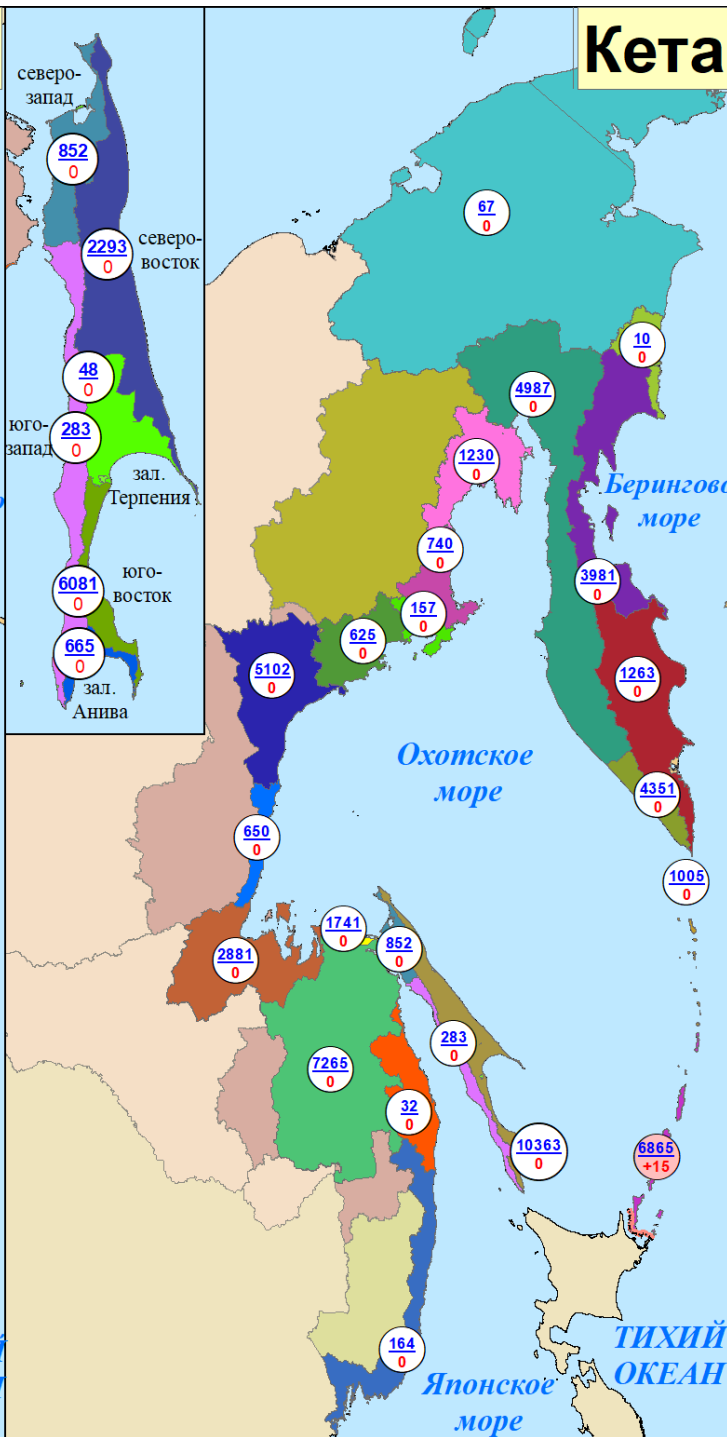 Кета
северо-
запад
852
0
2293
0
северо-
восток
48
0
юго-
запад
283
0
зал.
Терпения
6081
0
юго-
восток
665
0
зал.
Анива
67
0
10
0
4987
0
1230
0
Берингово
море
740
0
3981
0
157
0
625
0
5102
0
1263
0
Охотское
море
4351
0
650
0
1005
0
1741
0
852
0
2881
0
283
0
7265
0
32
0
10363
0
6865
+15
164
0
ТИХИЙ
ОКЕАН
Японское
море